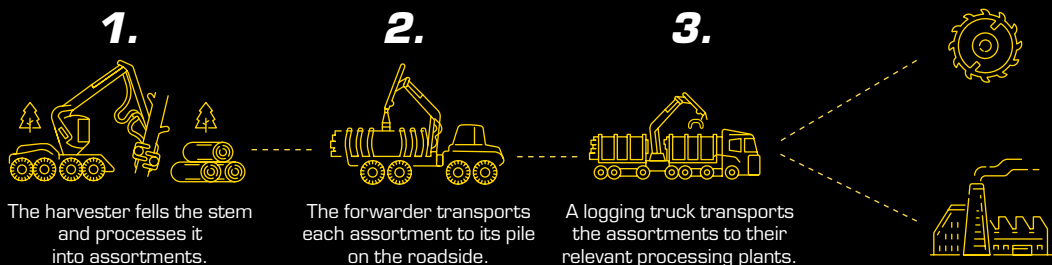 1.
The harvester fells the stem
and processes it
into assortments.
2.
The forwarder transports
each assortment to its pile
on the roadside.
3.
A logging truck transports
the assortments to their
relevant processing plants.